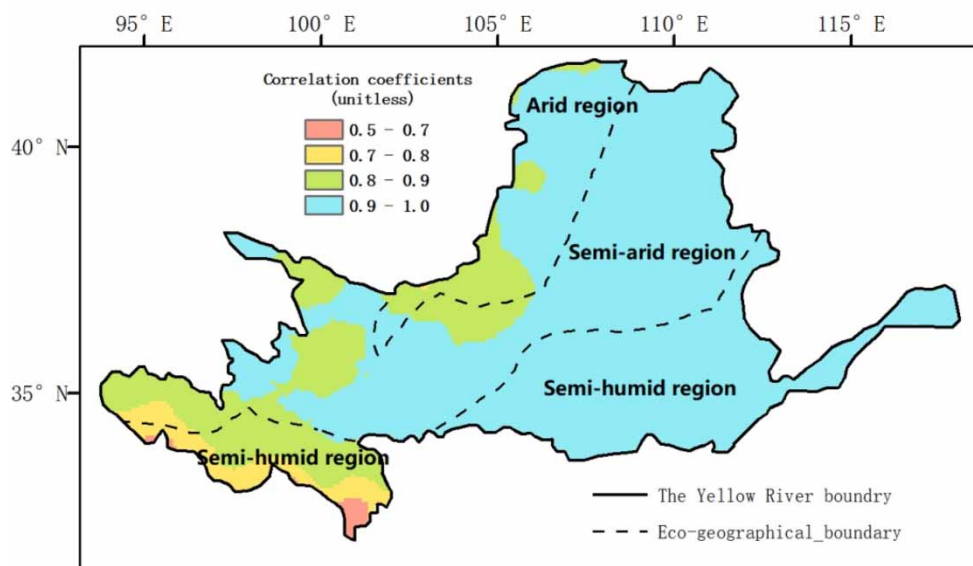 95° E 100° E 105° E 110° E 115° E
Correlation coefficients
(unitless)
0.5 - 0.7
0.7 - 0.8
0.8 - 0.9
0.9 - 1.0
Arid region
40° N
Semi-arid region
35° N
Semi-humid region
Semi-humid region
The Yellow River boundry
Eco-geographical_boundary